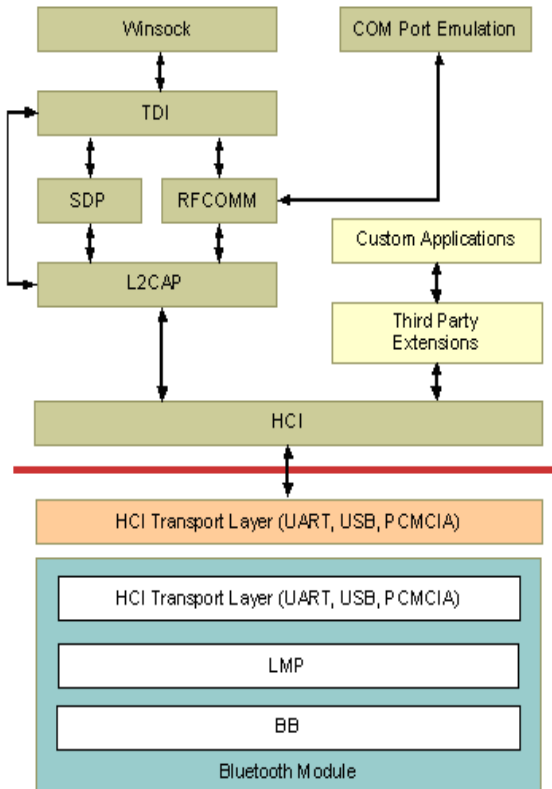 Winsock
COM Port Emulation
TDI
SDP
RFCOMM
Custom Applications
L2CAP
Third Party
Extensions
HCI
HCI Transport Layer (UART, USB, PCMCIA)
HCI Transport Layer (UART, USB, PCMCIA)
LMP
BB
Bluetooth Module